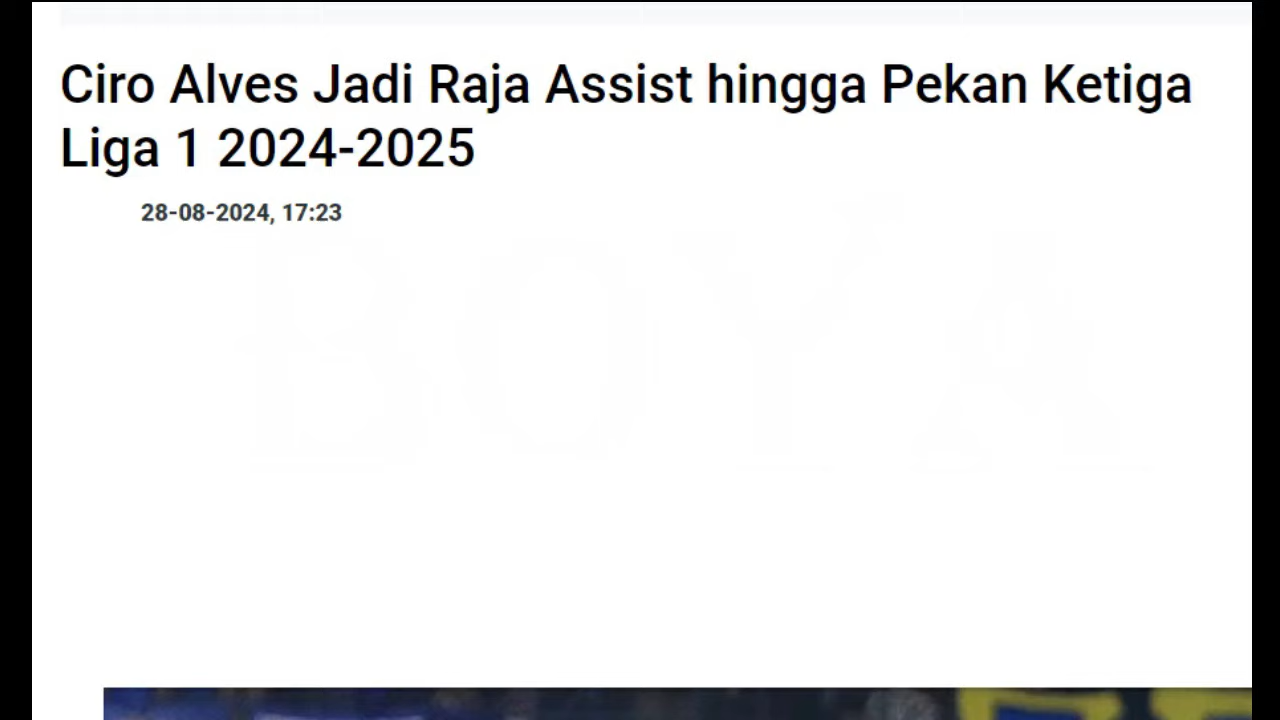 Ciro Alves Jadi Raja Assist hingga Pekan Ketiga
Liga 1 2024-2025
28-08-2024, 17:23